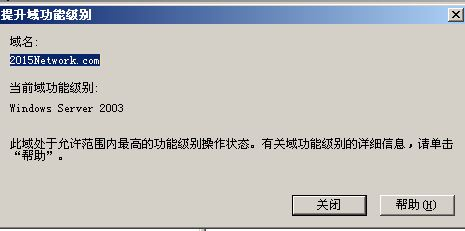 提升域功能级别
域名:
2015Network.com
当前域功能级别:
Windows Server 2003
此域处于允许范围内最高的功能级别操作状态。有关域功能级别的详细信息，请单击
“帮助”。
关闭
帮助(H)